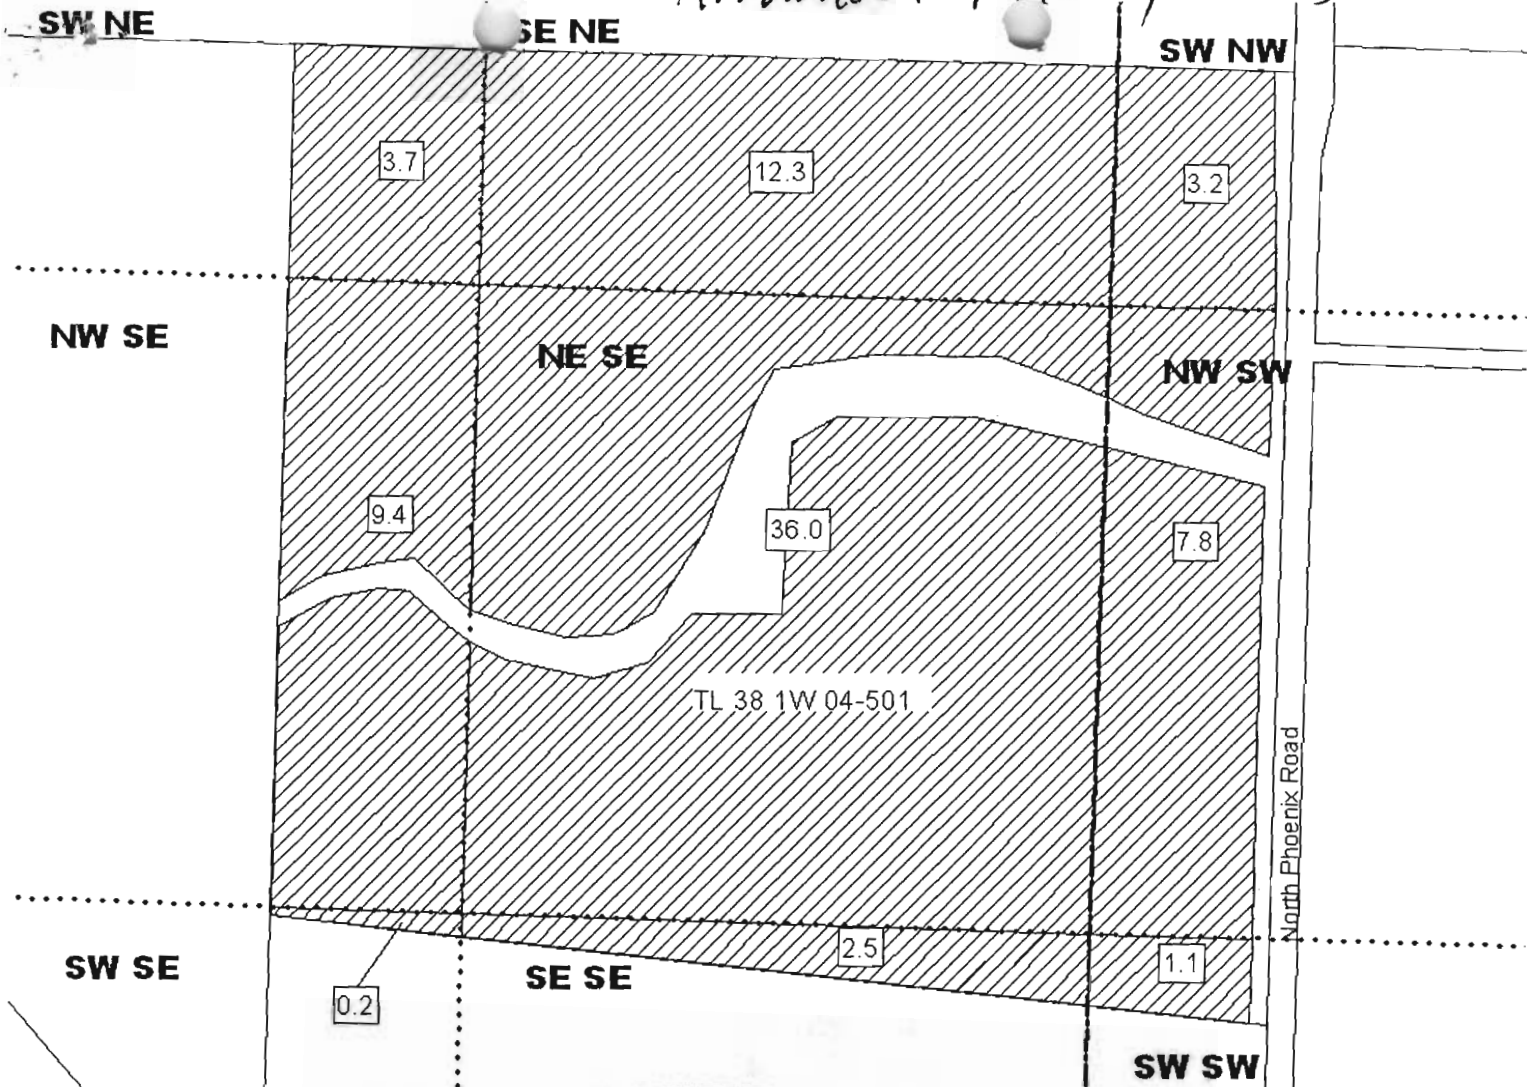 SW NE
SE NE
SW NW
3.7
12.3
3.2
NW SE
NE SE
NW SW
9.4
36.0
7.8
TL 38 1W 04-501
North Phoenix Road
SW SE
SE SE
2.5
1.1
0.2
SW SW